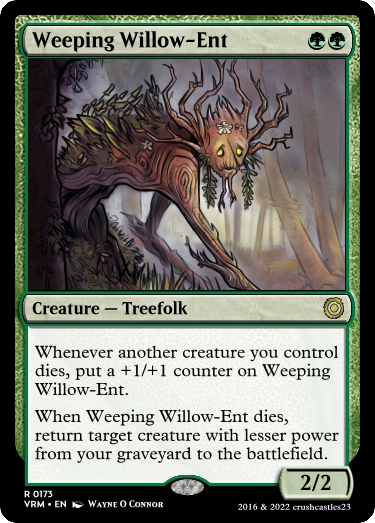 Weeping Willow-Ent
Creature — Treefolk
Whenever another creature you control
dies, put a +1/+1 counter on Weeping
Willow-Ent.
When Weeping Willow-Ent dies,
return target creature with lesser power
from your graveyard to the battlefield.
2/2
R 0173
VRM • EN Wayne O Connor
2016 & 2022 crushcastles23